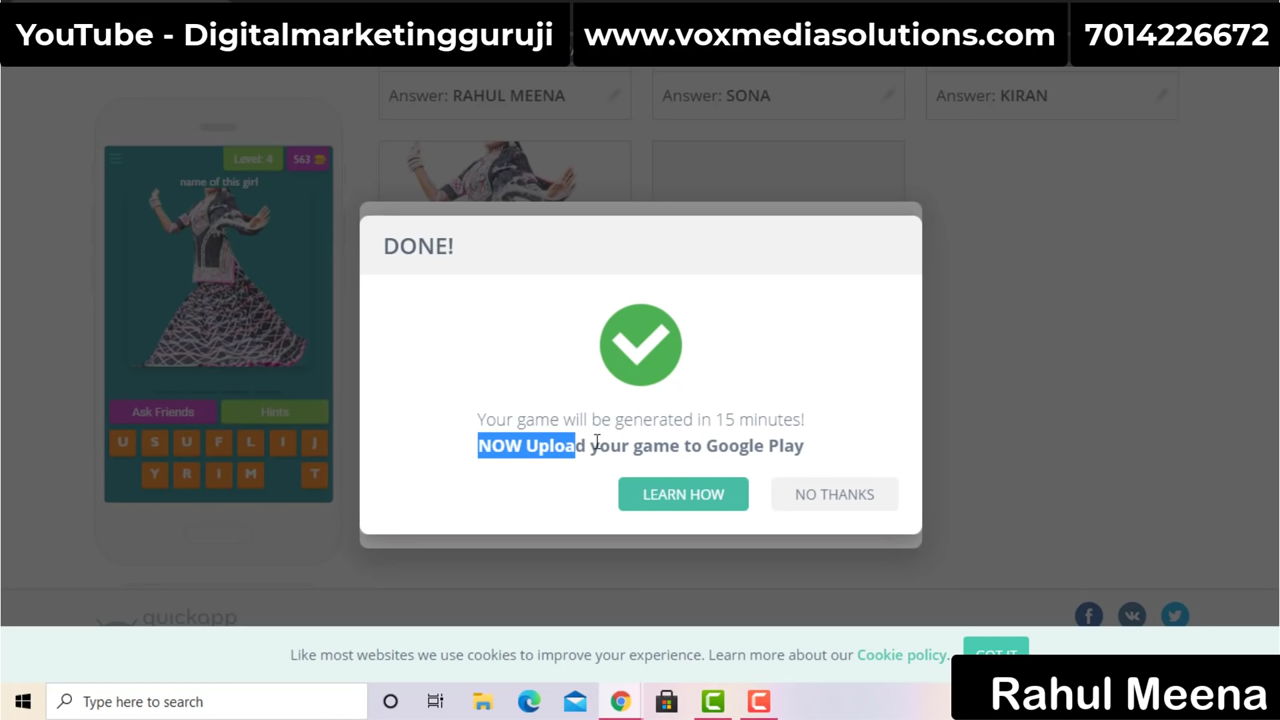 YouTube - Digitalmarketingguruji
www.voxmediasolutions.com
7014226672
Answer: RAHUL MEENA
Answer: SONA
Answer: KIRAN
Level: 4
563
name of this girl
Ask Friends
Hints
U S U F L I J
Y R I M T
DONE!
Your game will be generated in 15 minutes!
NOW Upload your game to Google Play
LEARN HOW
NO THANKS
quickapp
Like most websites we use cookies to improve your experience. Learn more about our Cookie policy.
GOT IT
Type here to search
Rahul Meena